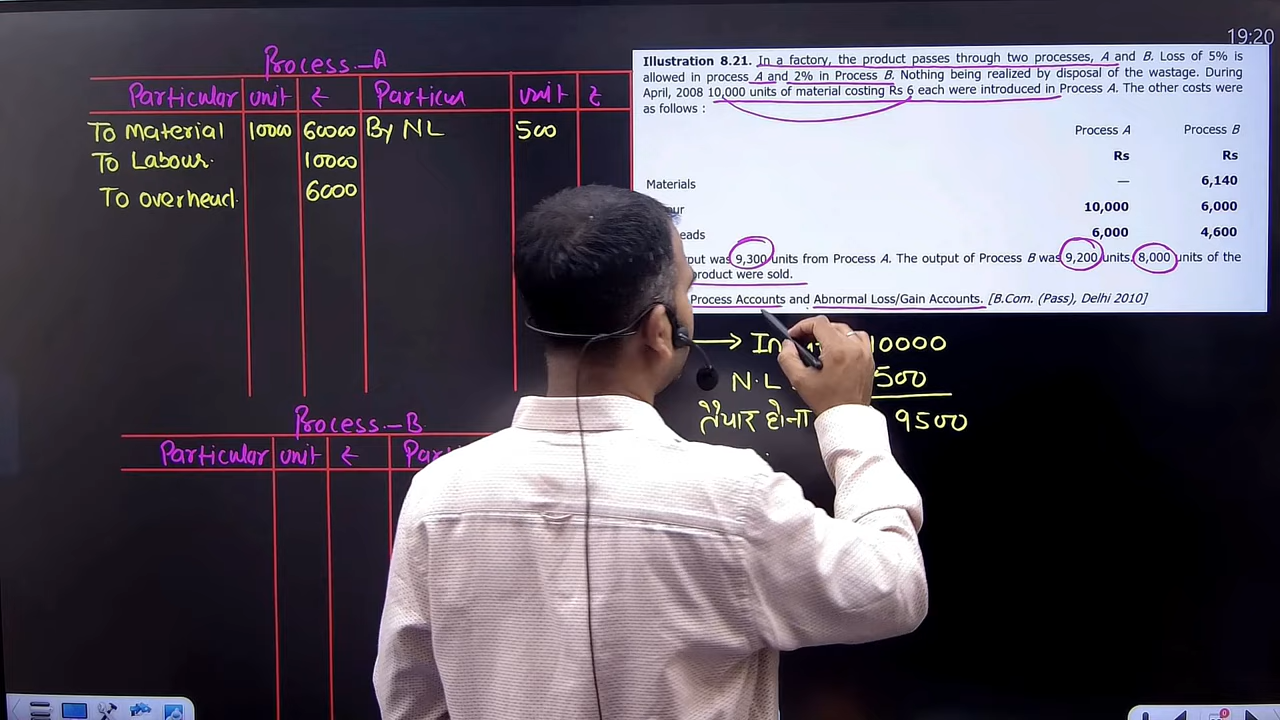 19:20
Process-A
Particular unit ₹ Particur unit ₹
To Material 10000 60000 By NL 500
To Labour. 10000
To overhead. 6000
Process-B
Particular unit ₹
Illustration 8.21. In a factory, the product passes through two processes, A and B. Loss of 5% is
allowed in process A and 2% in Process B. Nothing being realized by disposal of the wastage. During
April, 2008 10,000 units of material costing Rs 6 each were introduced in Process A. The other costs were
as follows :
Process A Process B
Rs Rs
Materials — 6,140
10,000 6,000
6,000 4,600
was 9,300 units from Process A. The output of Process B was 9,200 units. 8,000 units of the
product were sold.
Process Accounts and Abnormal Loss/Gain Accounts. [B.Com. (Pass), Delhi 2010]
→ 10000
N.L 500
तैयार होना 9500